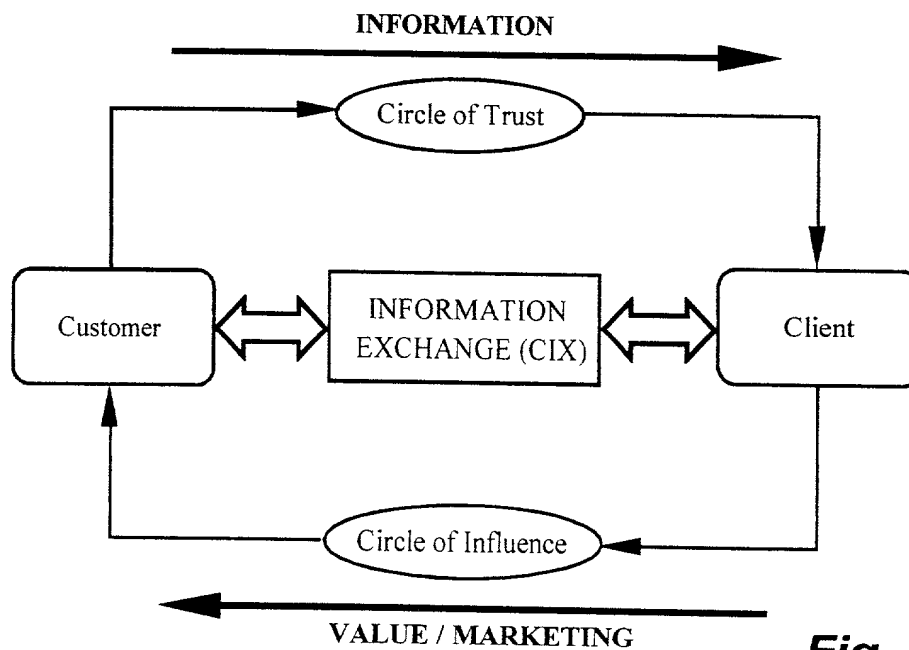 INFORMATION
Circle of Trust
Customer
INFORMATION
EXCHANGE (CIX)
Client
Circle of Influence
VALUE / MARKETING
Fig